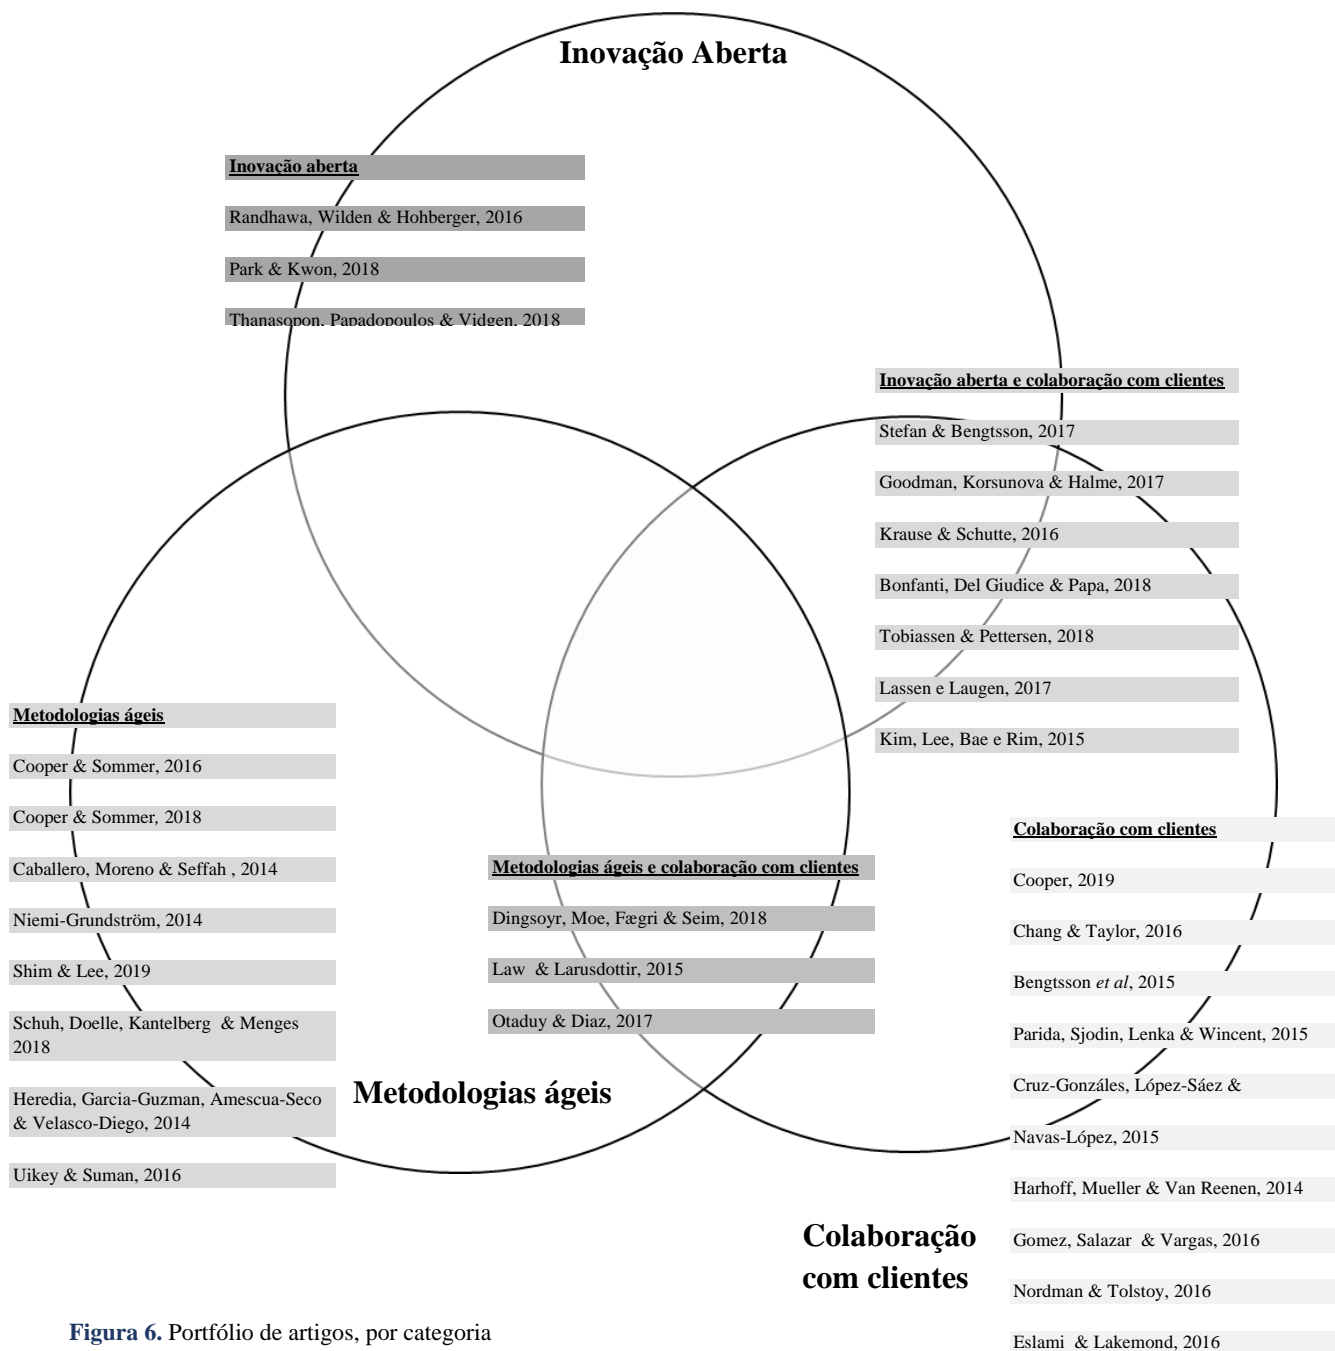 Inovação Aberta
Inovação aberta
Randhawa, Wilden & Hohberger, 2016
Park & Kwon, 2018
Thanasopon, Papadopoulos & Vidgen, 2018
Inovação aberta e colaboração com clientes
Stefan & Bengtsson, 2017
Goodman, Korsunova & Halme, 2017
Krause & Schutte, 2016
Bonfanti, Del Giudice & Papa, 2018
Tobiassen & Pettersen, 2018
Lassen e Laugen, 2017
Kim, Lee, Bae e Rim, 2015
Metodologias ágeis
Cooper & Sommer, 2016
Cooper & Sommer, 2018
Caballero, Moreno & Seffah , 2014
Niemi-Grundström, 2014
Shim & Lee, 2019
Schuh, Doelle, Kantelberg & Menges
2018
Heredia, Garcia-Guzman, Amescua-Seco
& Velasco-Diego, 2014
Uikey & Suman, 2016
Metodologias ágeis e colaboração com clientes
Dingsoyr, Moe, Fægri & Seim, 2018
Law & Larusdottir, 2015
Otaduy & Diaz, 2017
Metodologias ágeis
Colaboração com clientes
Cooper, 2019
Chang & Taylor, 2016
Bengtsson et al, 2015
Parida, Sjodin, Lenka & Wincent, 2015
Cruz-Gonzáles, López-Sáez &
Navas-López, 2015
Harhoff, Mueller & Van Reenen, 2014
Gomez, Salazar & Vargas, 2016
Nordman & Tolstoy, 2016
Eslami & Lakemond, 2016
Colaboração
com clientes
Figura 6. Portfólio de artigos, por categoria